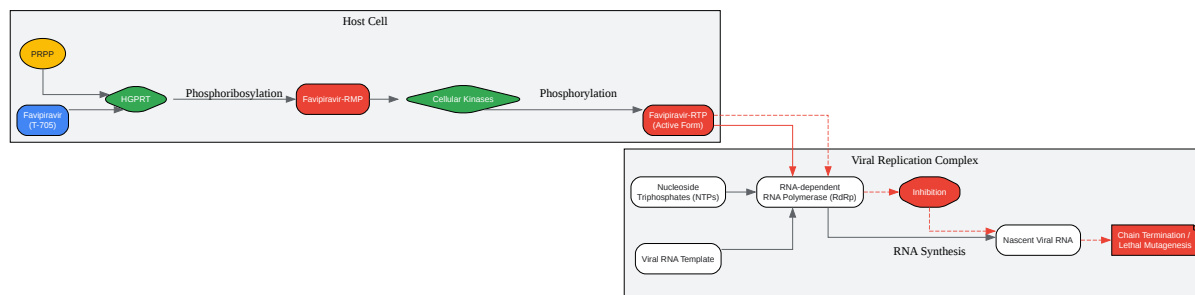 Host Cell
PRPP
HGPRT
Phosphoribosylation
Favipiravir-RMP
Cellular Kinases
Phosphorylation
Favipiravir
(T-705)
Favipiravir-RTP
(Active Form)
Viral Replication Complex
Nucleoside
Triphosphates (NTPs)
RNA-dependent
RNA Polymerase (RdRp)
Inhibition
Viral RNA Template
RNA Synthesis
Nascent Viral RNA
Chain Termination /
Lethal Mutagenesis